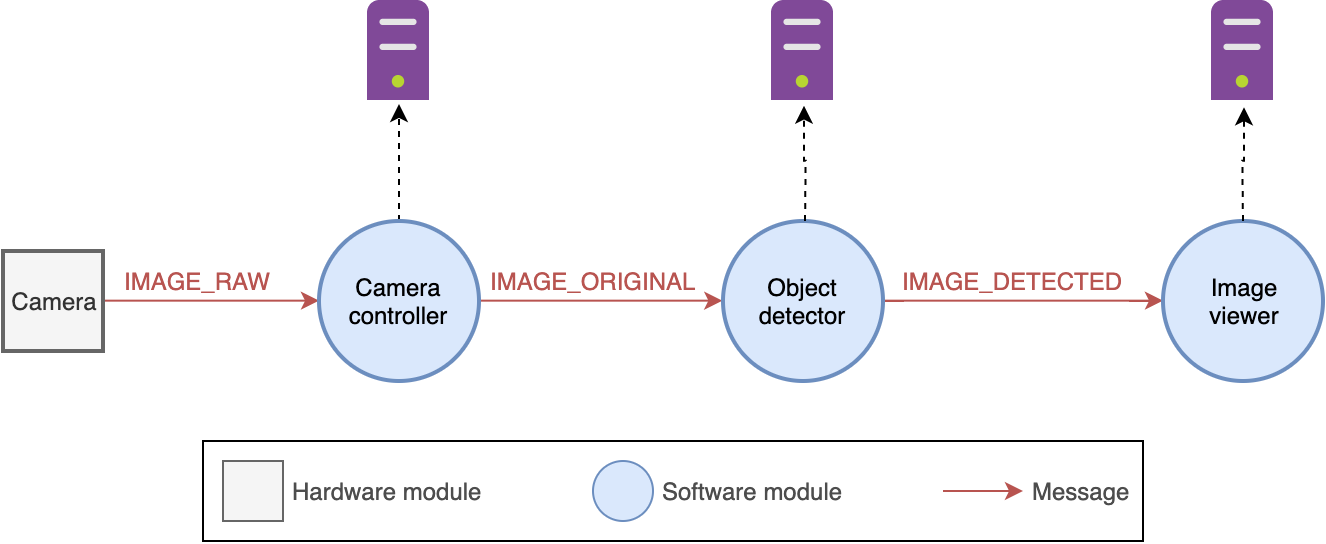 Camera
IMAGE_RAW
Camera
controller
IMAGE_ORIGINAL
Object
detector
IMAGE_DETECTED
Image
viewer
Hardware module
Software module
Message